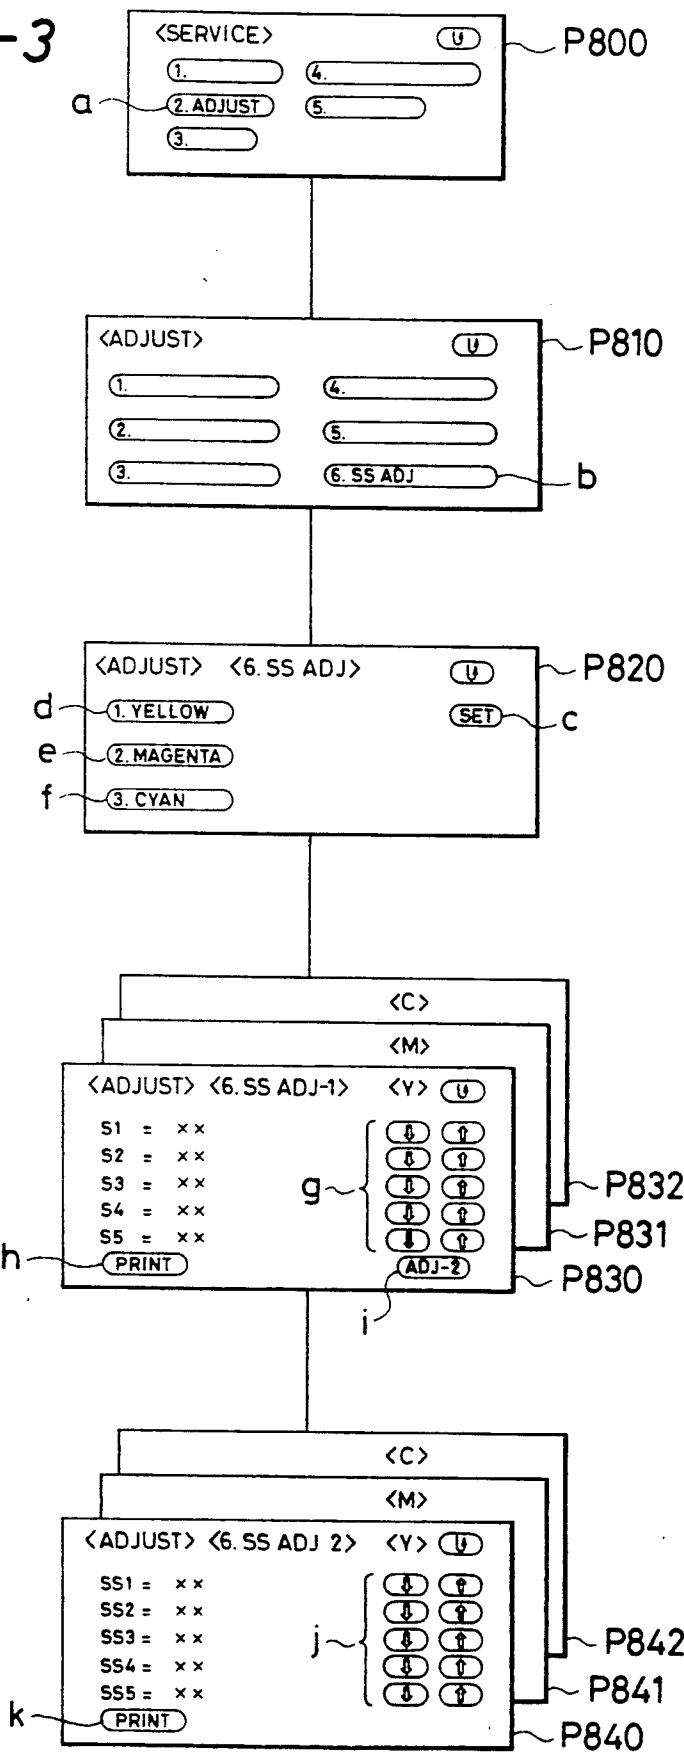 -3
<SERVICE> P800
1. 4.
a 2. ADJUST 5.
3.
<ADJUST> P810
1. 4.
2. 5.
3. 6. SS ADJ b
<ADJUST> <6. SS ADJ> P820
d 1. YELLOW SET c
e 2. MAGENTA
f 3. CYAN
<C>
<M>
<ADJUST> <6. SS ADJ-1> <Y>
S1 = ××
S2 = ××
S3 = ×× g P832
S4 = ××
S5 = ×× P831
h PRINT ADJ-2 P830
i
<C>
<M>
<ADJUST> <6. SS ADJ 2> <Y>
SS1 = ××
SS2 = ××
SS3 = ×× j P842
SS4 = ××
SS5 = ×× P841
k PRINT P840